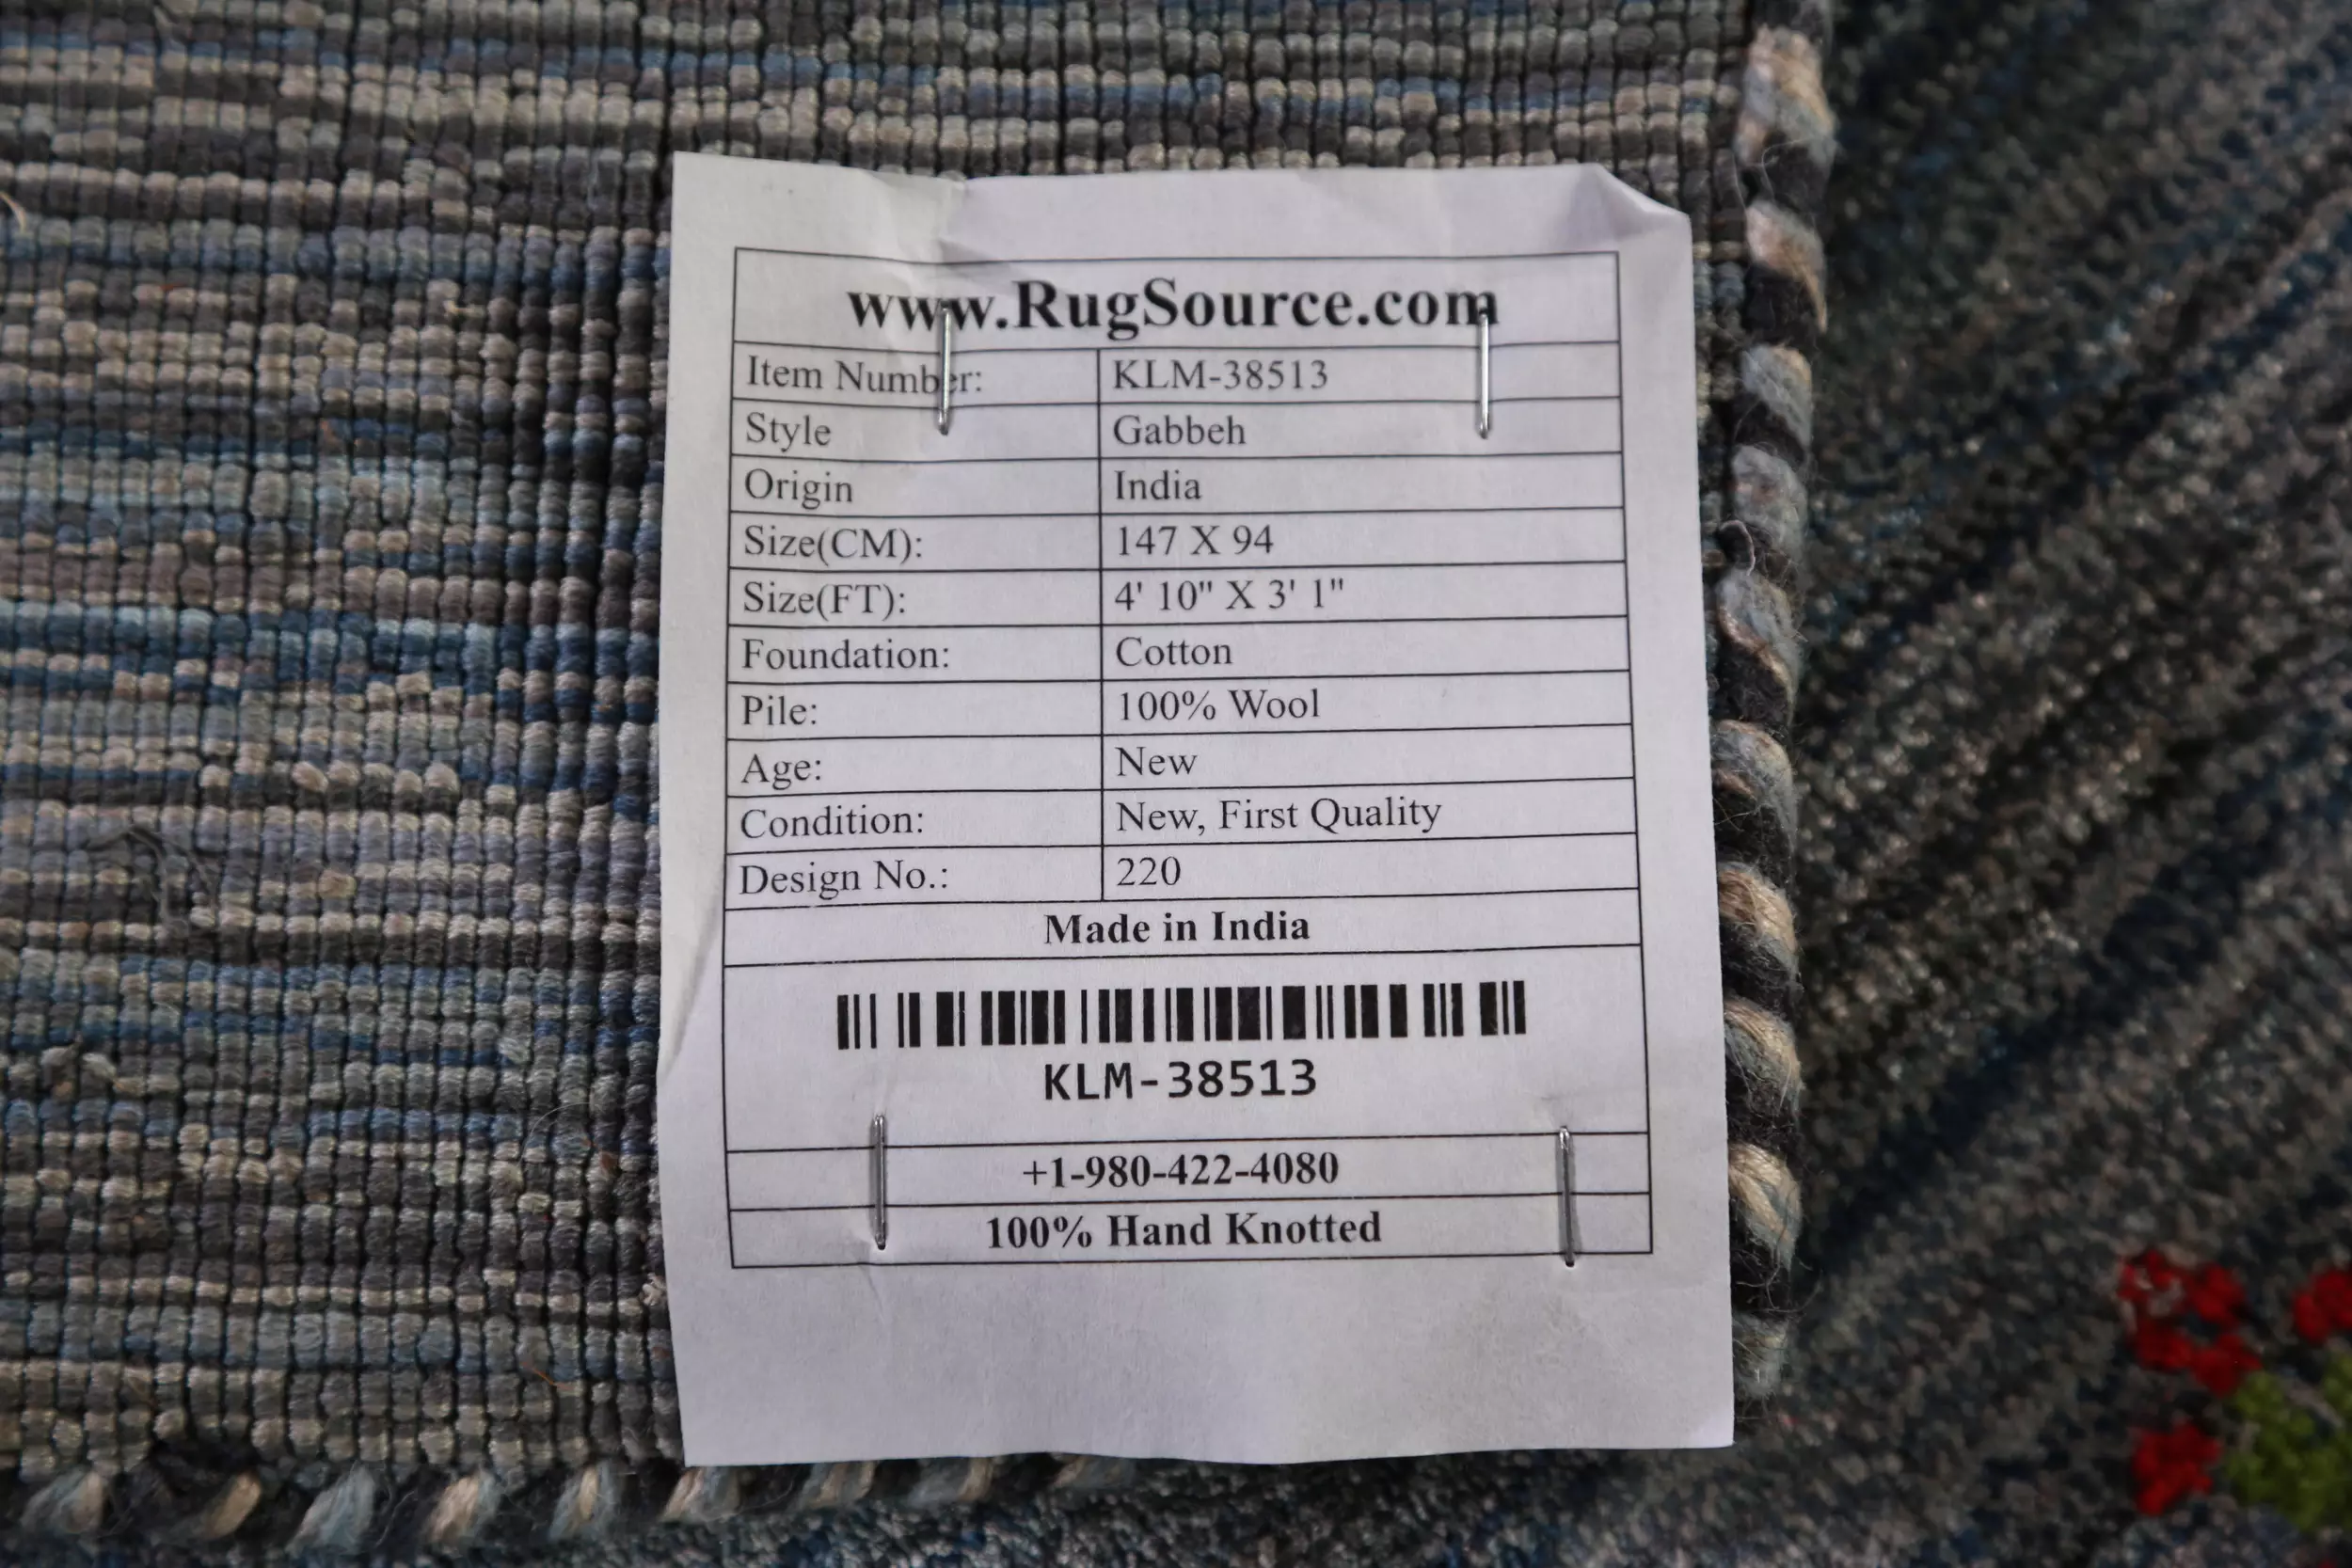 www.RugSource.com
Item Number: KLM-38513
Style Gabbeh
Origin India
Size(CM): 147 X 94
Size(FT): 4' 10" X 3' 1"
Foundation: Cotton
Pile: 100% Wool
Age: New
Condition: New, First Quality
Design No.: 220
Made in India
KLM-38513
+1-980-422-4080
100% Hand Knotted